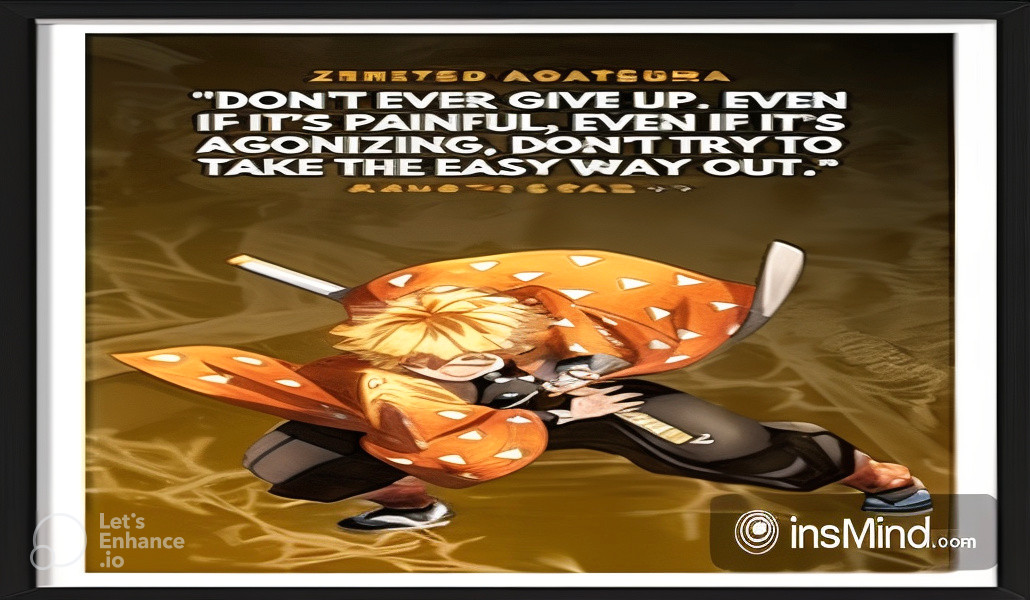 “DON'T EVER GIVE UP. EVEN
IF IT'S PAINFUL, EVEN IF IT'S
AGONIZING, DON'T TRY TO
TAKE THE EASY WAY OUT.”
Let's
Enhance
.io
insMind.com